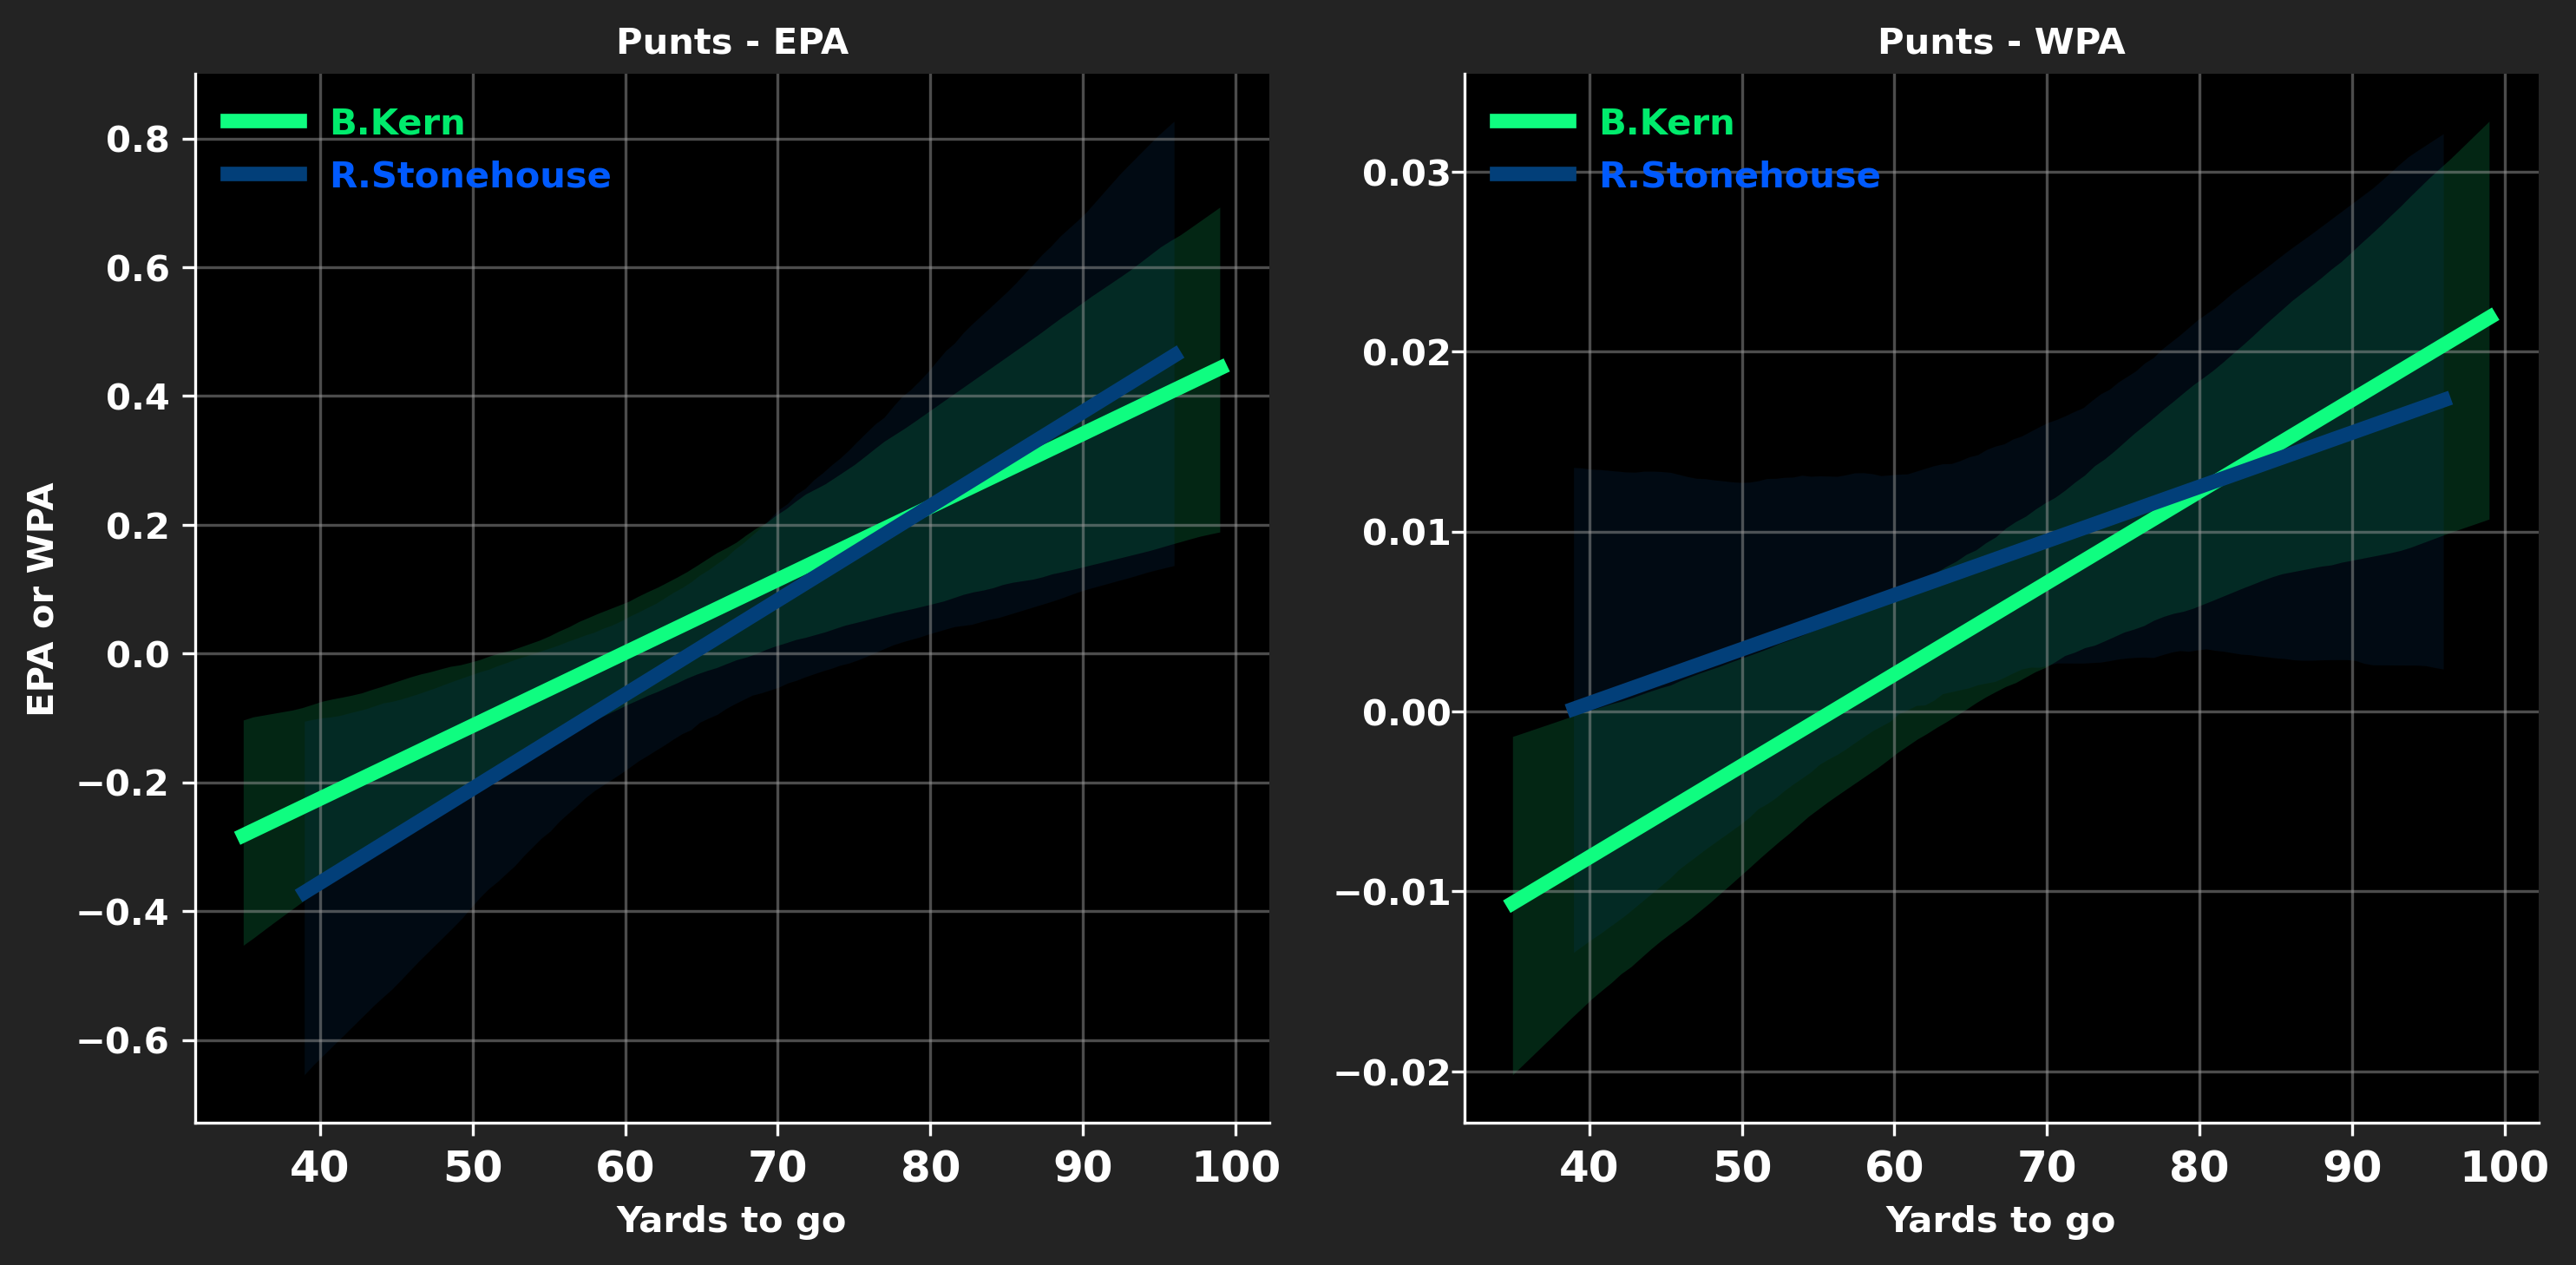 Punts - EPA
B.Kern
R.Stonehouse
0.8
0.6
0.4
0.2
0.0
−0.2
−0.4
−0.6
EPA or WPA
40 50 60 70 80 90 100
Yards to go
Punts - WPA
B.Kern
R.Stonehouse
0.03
0.02
0.01
0.00
−0.01
−0.02
40 50 60 70 80 90 100
Yards to go